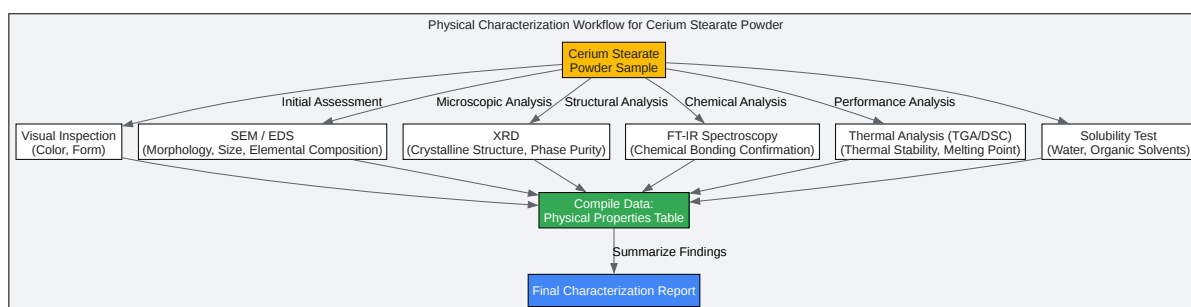 Physical Characterization Workflow for Cerium Stearate Powder
Cerium Stearate
Powder Sample
Initial Assessment
Microscopic Analysis
Structural Analysis
Chemical Analysis
Performance Analysis
Visual Inspection
(Color, Form)
SEM / EDS
(Morphology, Size, Elemental Composition)
XRD
(Crystalline Structure, Phase Purity)
FT-IR Spectroscopy
(Chemical Bonding Confirmation)
Thermal Analysis (TGA/DSC)
(Thermal Stability, Melting Point)
Solubility Test
(Water, Organic Solvents)
Compile Data:
Physical Properties Table
Summarize Findings
Final Characterization Report